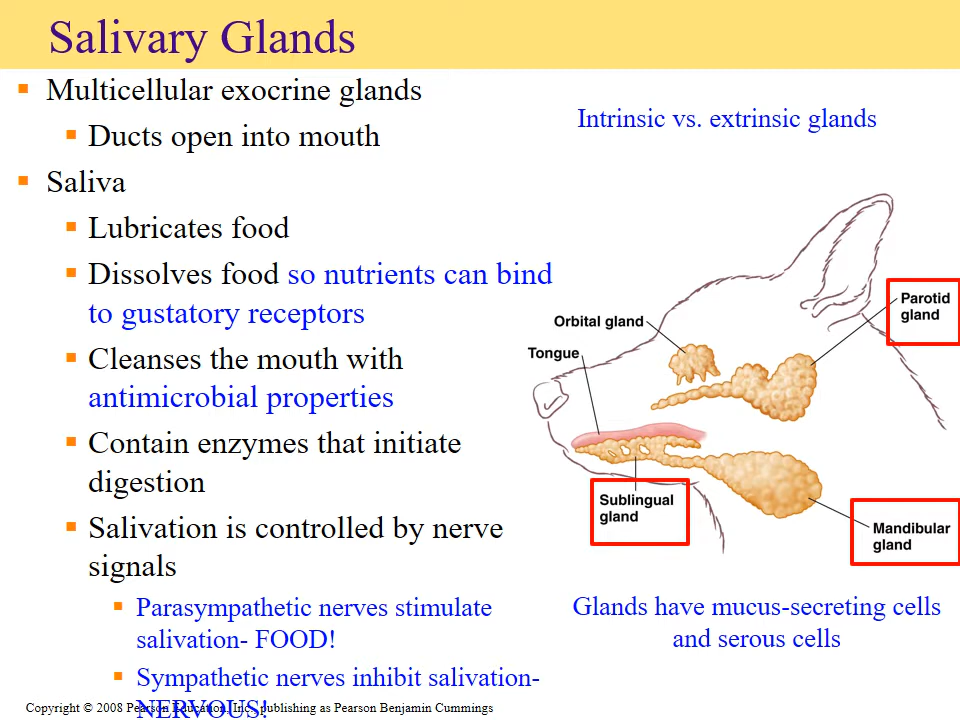 Salivary Glands
Multicellular exocrine glands
Ducts open into mouth
Saliva
Lubricates food
Dissolves food so nutrients can bind
to gustatory receptors
Cleanses the mouth with
antimicrobial properties
Contain enzymes that initiate
digestion
Salivation is controlled by nerve
signals
Parasympathetic nerves stimulate
salivation- FOOD!
Sympathetic nerves inhibit salivation-
NERVOUS!
Intrinsic vs. extrinsic glands
Parotid
gland
Orbital gland
Tongue
Sublingual
gland
Mandibular
gland
Glands have mucus-secreting cells
and serous cells
Copyright © 2008 Pearson Education, Inc., publishing as Pearson Benjamin Cummings